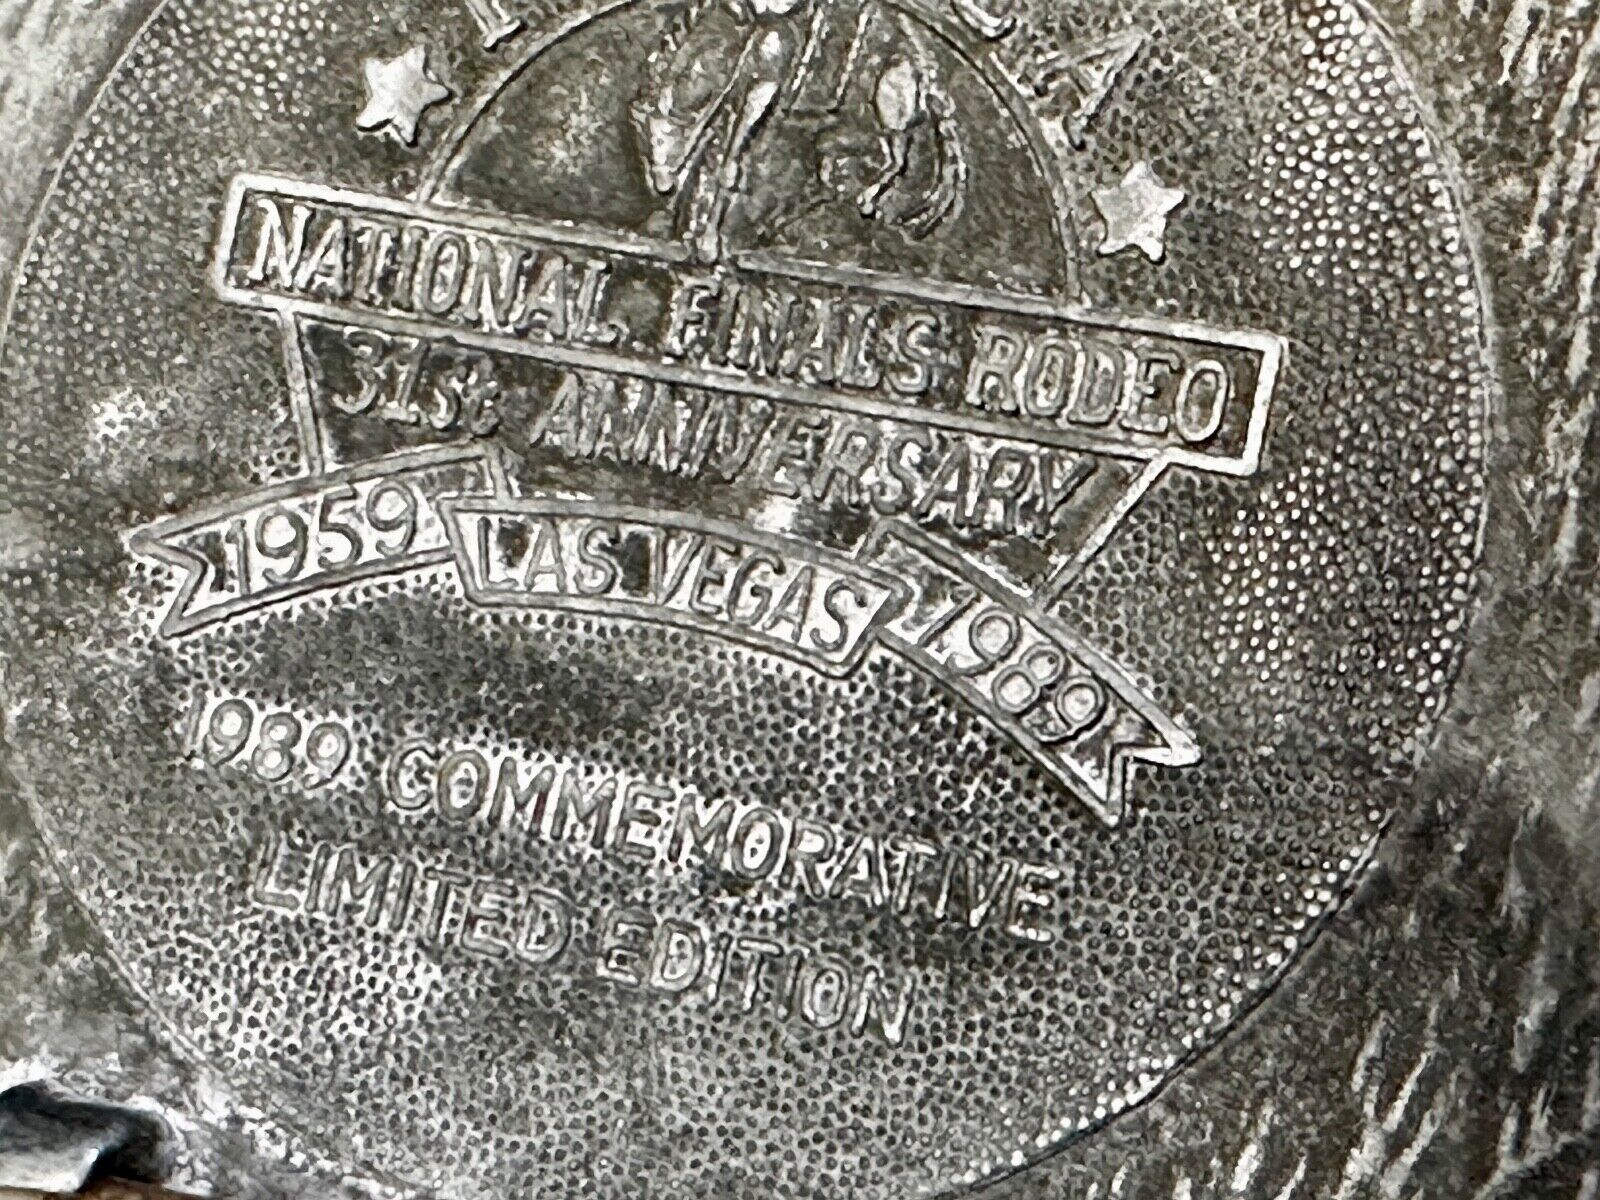 NATIONAL FINALS RODEO
31st ANNIVERSARY
1959 LAS VEGAS 1989
1989 COMMEMORATIVE
LIMITED EDITION